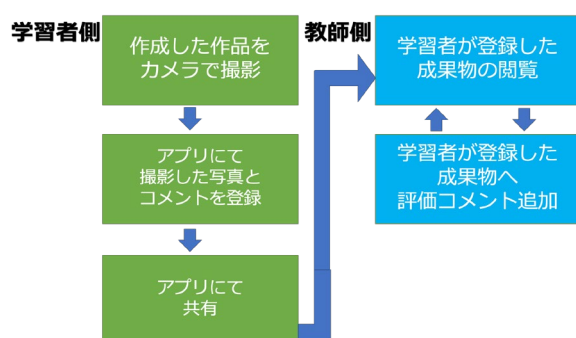 学習者側
作成した作品を
カメラで撮影
アプリにて
撮影した写真と
コメントを登録
アプリにて
共有
教師側
学習者が登録した
成果物の閲覧
学習者が登録した
成果物へ
評価コメント追加